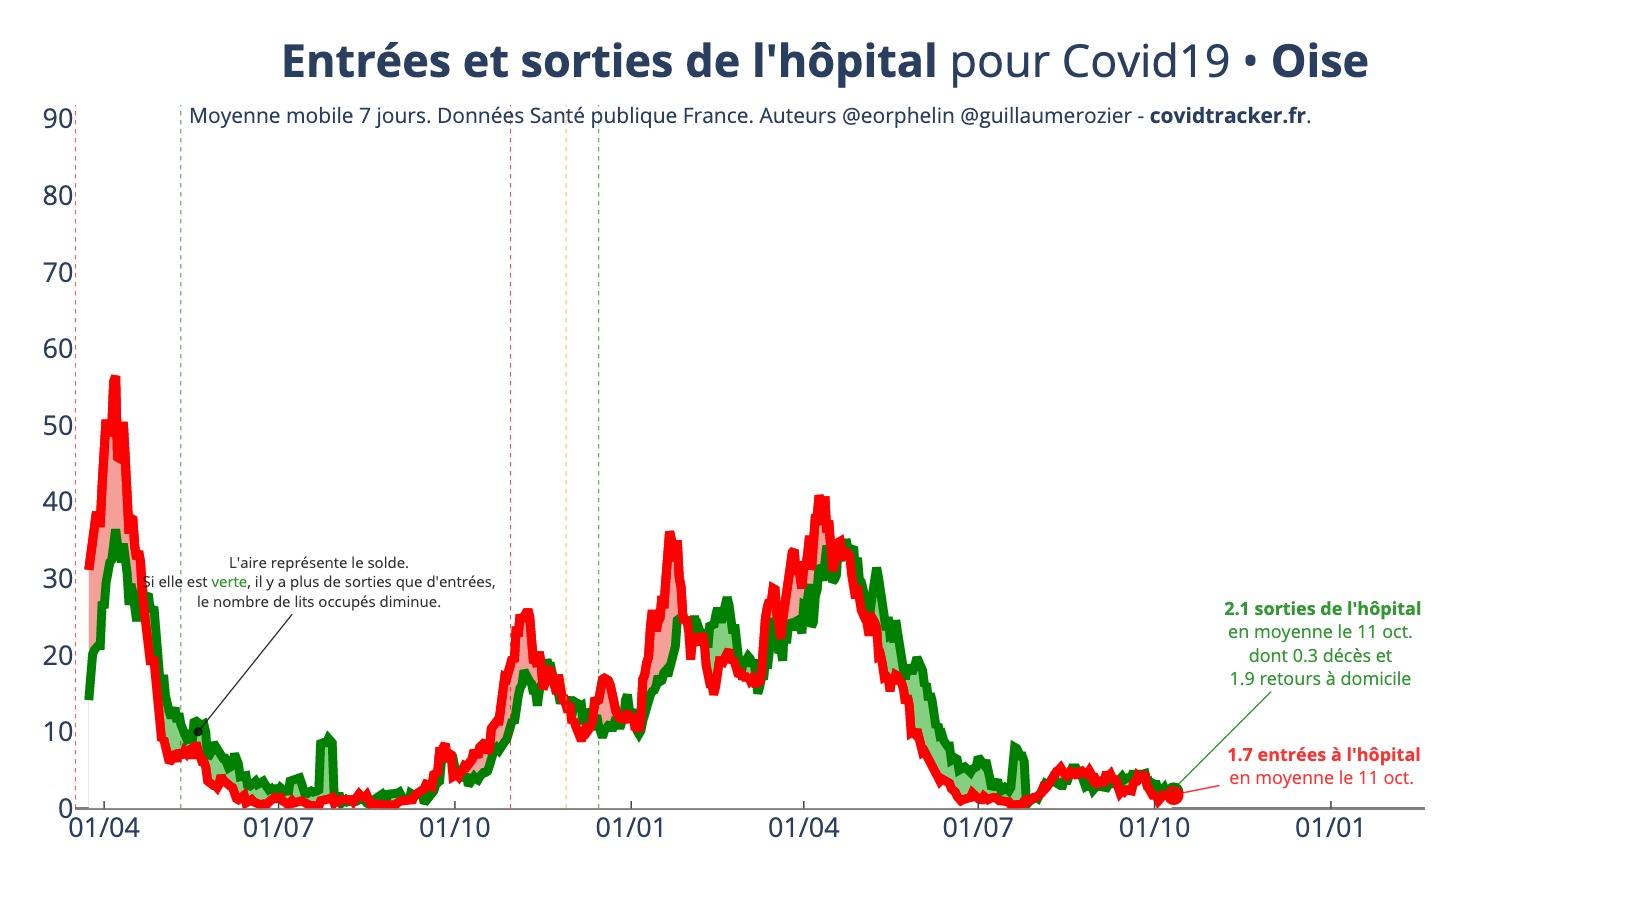 Entrées et sorties de l'hôpital pour Covid19 • Oise
Moyenne mobile 7 jours. Données Santé publique France. Auteurs @eorphelin @guillaumerozier - covidtracker.fr.
90
80
70
60
50
40
30
20
10
0
L'aire représente le solde.
Si elle est verte, il y a plus de sorties que d'entrées,
le nombre de lits occupés diminue.
2.1 sorties de l'hôpital
en moyenne le 11 oct.
dont 0.3 décès et
1.9 retours à domicile
1.7 entrées à l'hôpital
en moyenne le 11 oct.
01/04 01/07 01/10 01/01 01/04 01/07 01/10 01/01